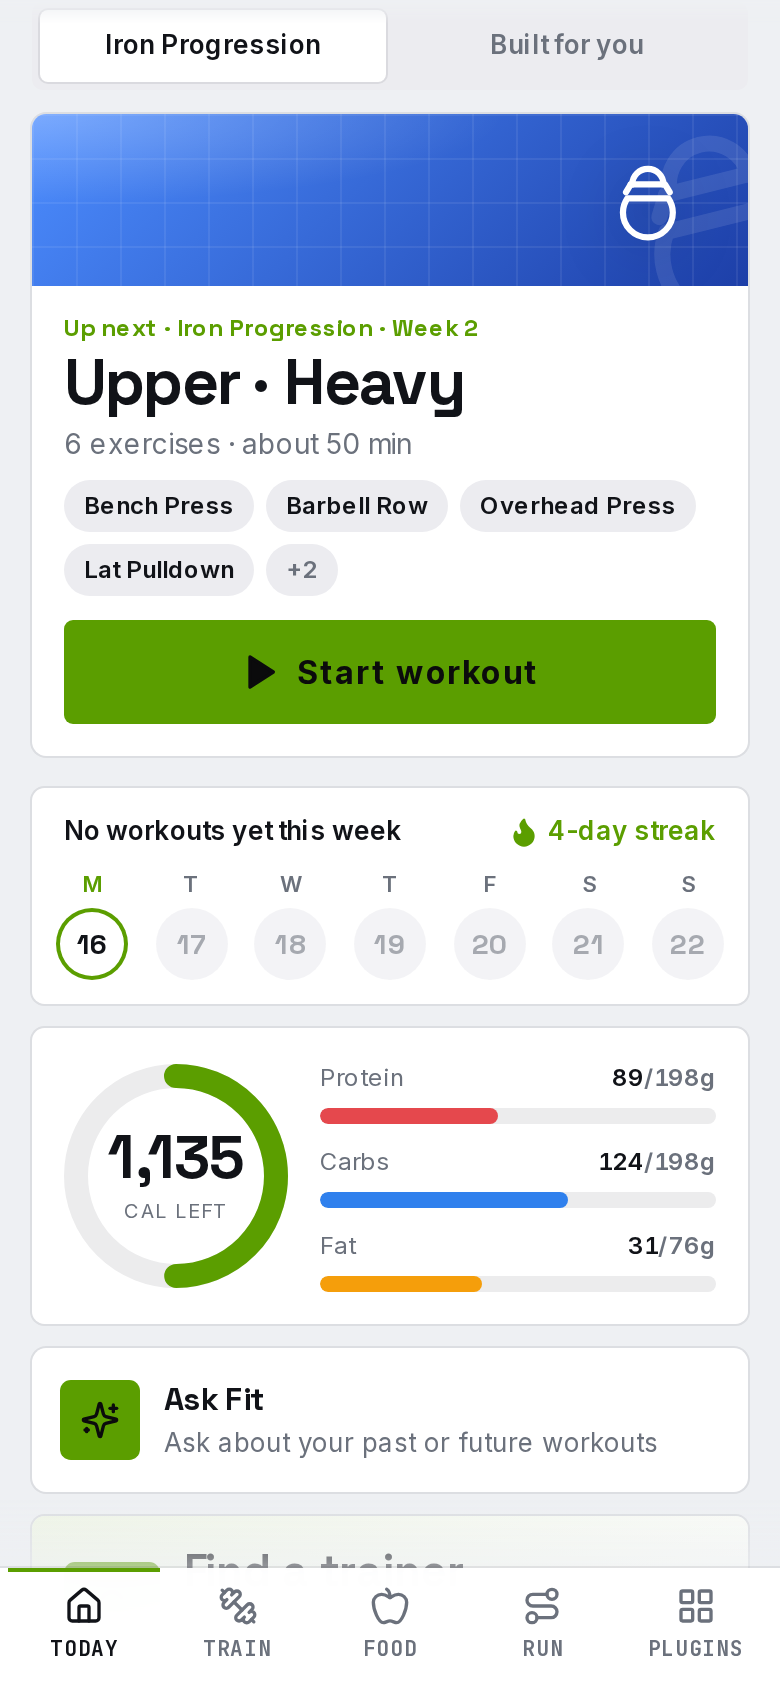 Iron Progression
Built for you
Up next · Iron Progression · Week 2
Upper · Heavy
6 exercises · about 50 min
Bench Press
Barbell Row
Overhead Press
Lat Pulldown
+2
Start workout
No workouts yet this week
4-day streak
M T W T F S S
16 17 18 19 20 21 22
1,135
CAL LEFT
Protein 89/198g
Carbs 124/198g
Fat 31/76g
Ask Fit
Ask about your past or future workouts
Find a trainer
TODAY
TRAIN
FOOD
RUN
PLUGINS